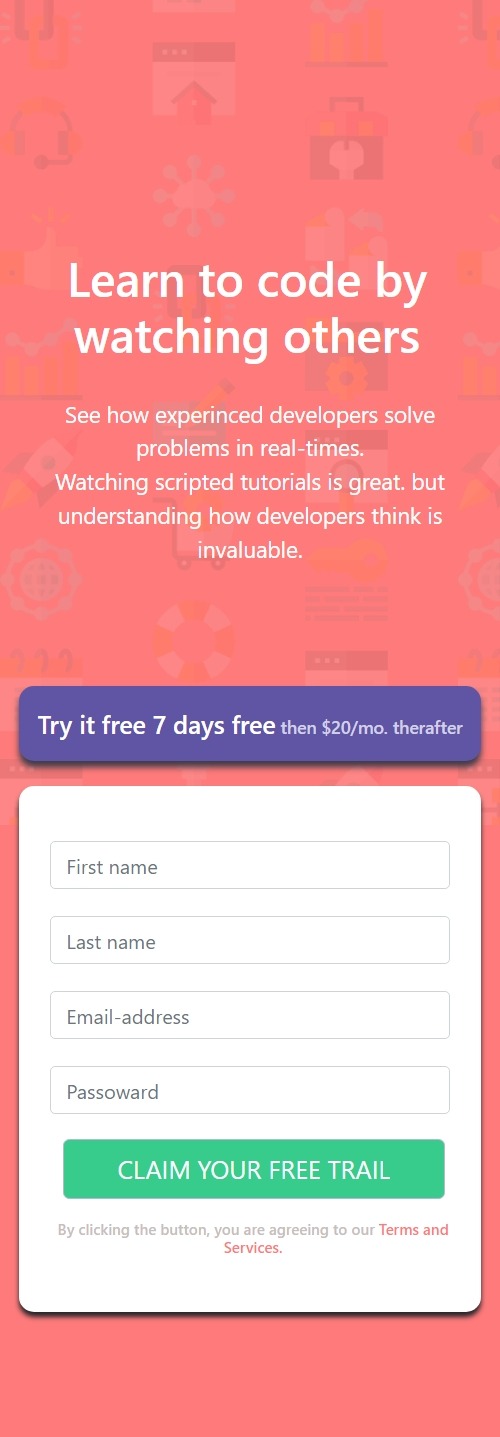 Learn to code by
watching others
See how experinced developers solve
problems in real-times.
Watching scripted tutorials is great. but
understanding how developers think is
invaluable.
Try it free 7 days free then $20/mo. therafter
First name
Last name
Email-address
Passoward
CLAIM YOUR FREE TRAIL
By clicking the button, you are agreeing to our Terms and
Services.